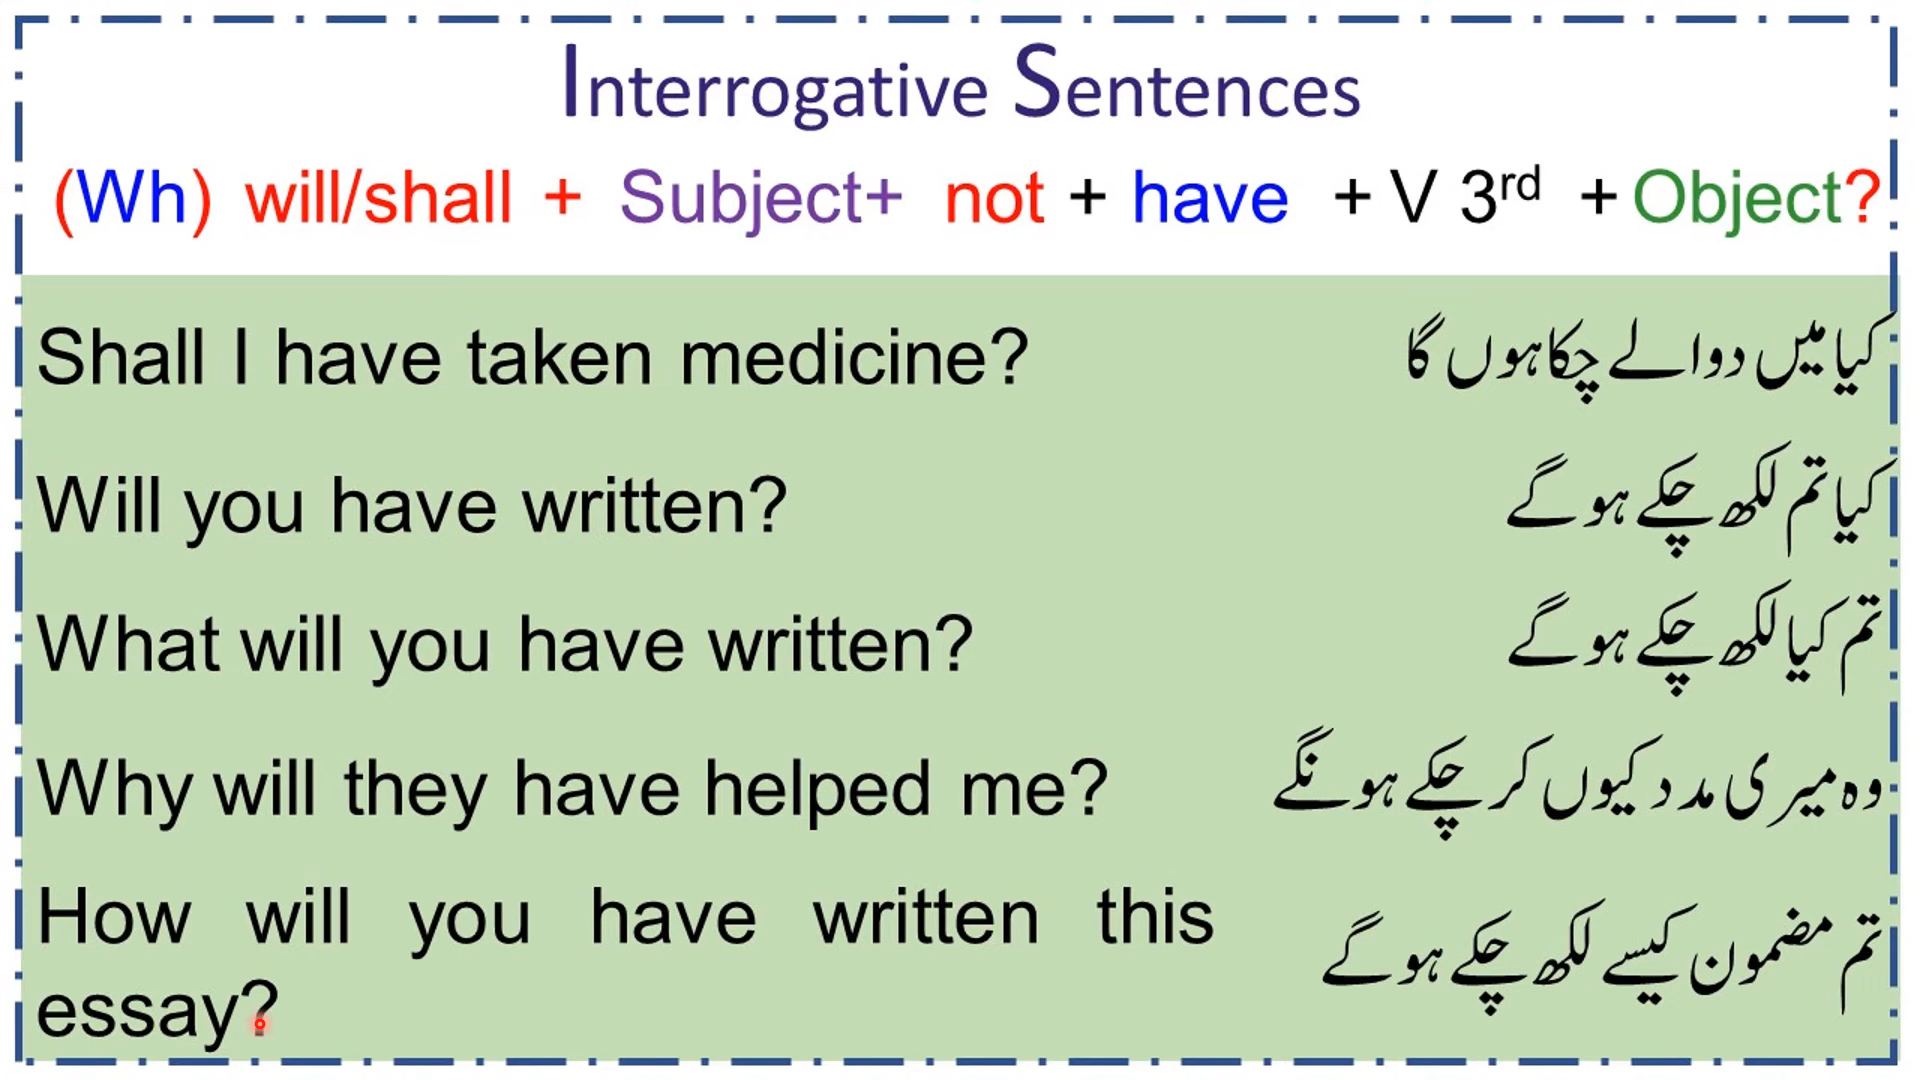 Interrogative Sentences
(Wh) will/shall + Subject+ not + have + V 3rd + Object?
Shall I have taken medicine?
کیا میں دوا لے چکا ہوں گا
Will you have written?
کیا تم لکھ چکے ہو گے
What will you have written?
تم کیا لکھ چکے ہو گے
Why will they have helped me?
وہ میری مدد کیوں کر چکے ہونگے
How will you have written this
essay?
تم مضمون کیسے لکھ چکے ہو گے